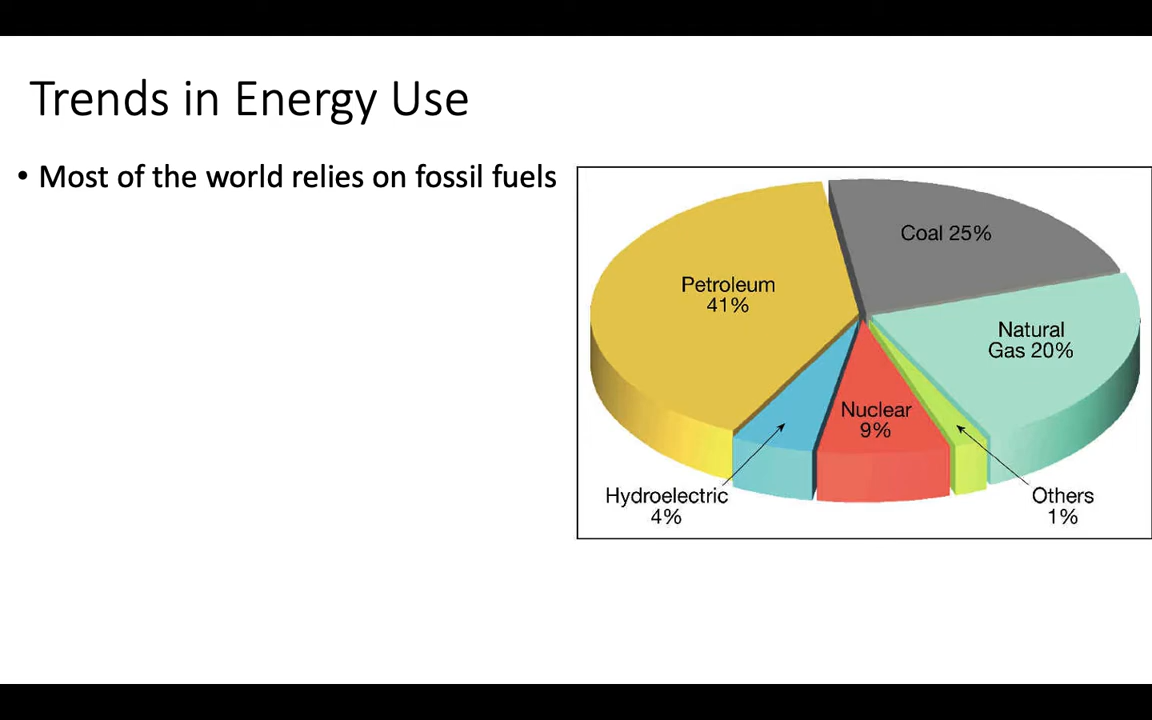 Trends in Energy Use
• Most of the world relies on fossil fuels
Coal 25%
Petroleum
41%
Natural
Gas 20%
Nuclear
9%
Hydroelectric
4%
Others
1%